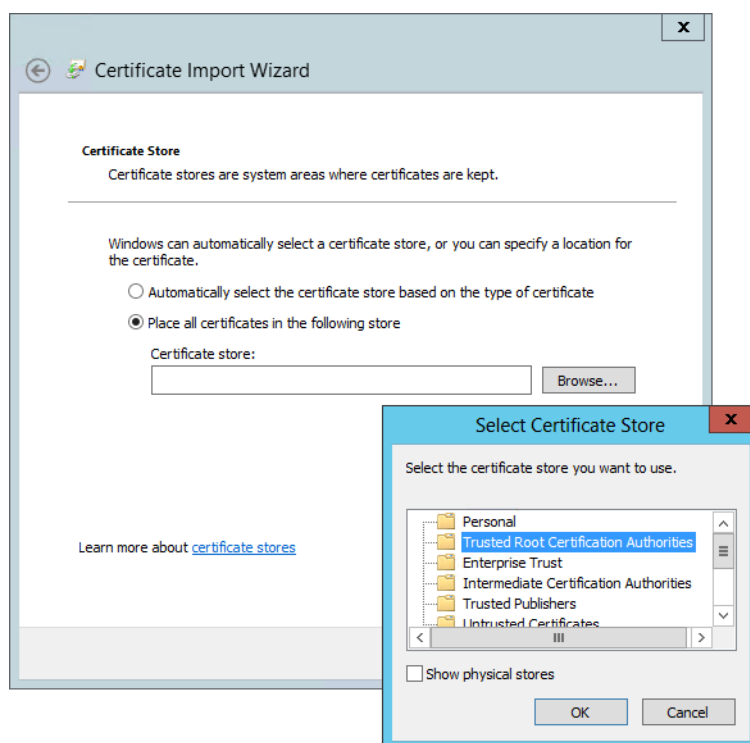 x
Certificate Import Wizard
Certificate Store
Certificate stores are system areas where certificates are kept.
Windows can automatically select a certificate store, or you can specify a location for
the certificate.
Automatically select the certificate store based on the type of certificate
Place all certificates in the following store
Certificate store:
Browse...
Learn more about certificate stores
Select Certificate Store
x
Select the certificate store you want to use.
Personal
Trusted Root Certification Authorities
Enterprise Trust
Intermediate Certification Authorities
Trusted Publishers
Untrusted Certificates
Show physical stores
OK
Cancel